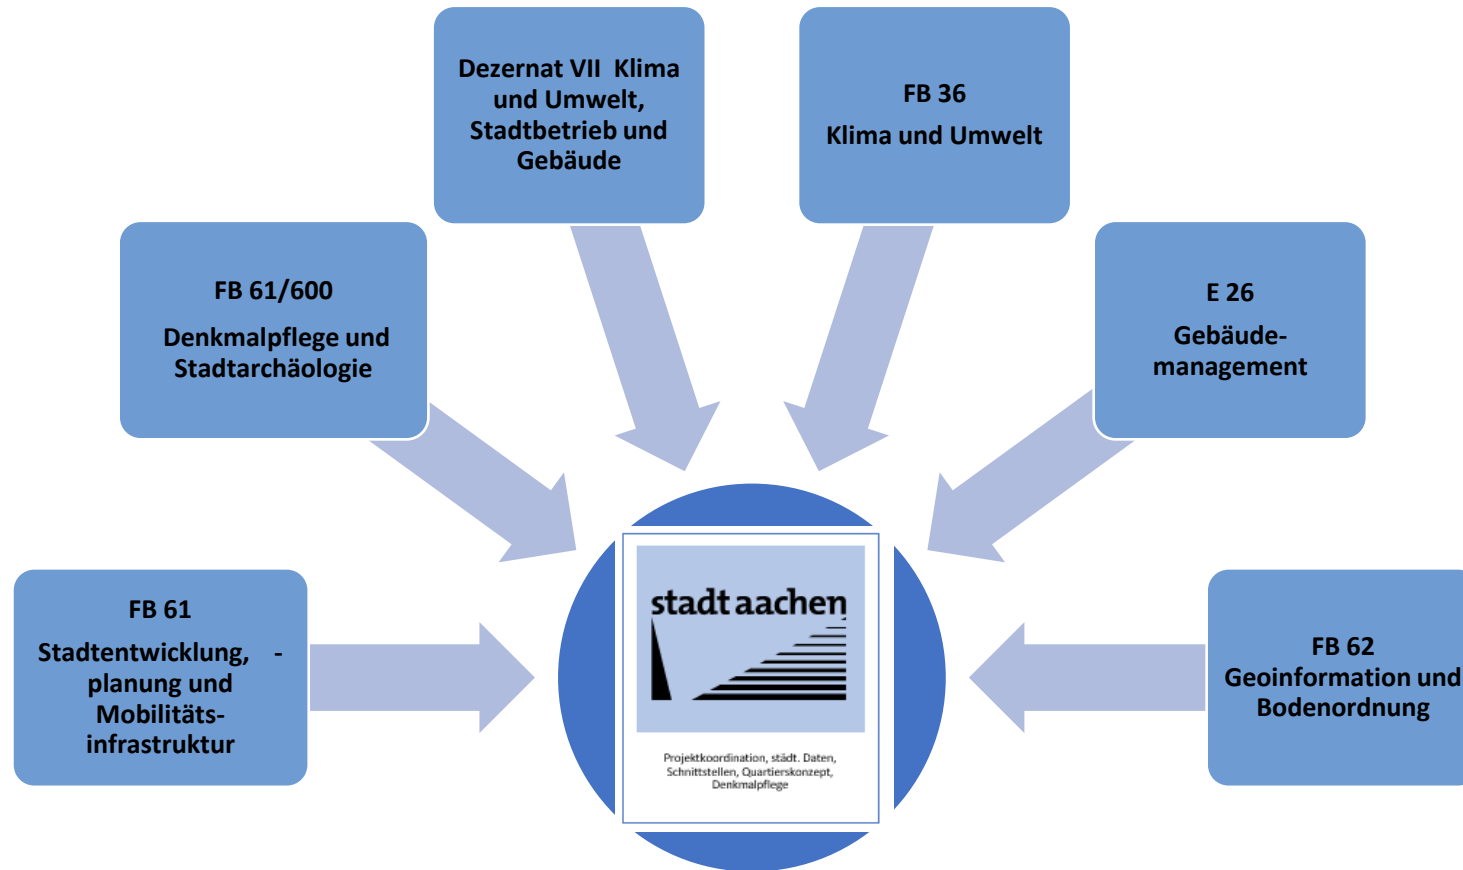 Dezernat VII  Klima
und Umwelt,
Stadtbetrieb und
Gebäude
FB 36
Klima und Umwelt
FB 61/600
Denkmalpflege und
Stadtarchäologie
E 26
Gebäude-
management
FB 61
Stadtentwicklung,   -
planung und
Mobilitäts-
infrastruktur
stadt aachen
Projektkoordination, städt. Daten,
Schnittstellen, Quartierskonzept,
Denkmalpflege
FB 62
Geoinformation und
Bodenordnung